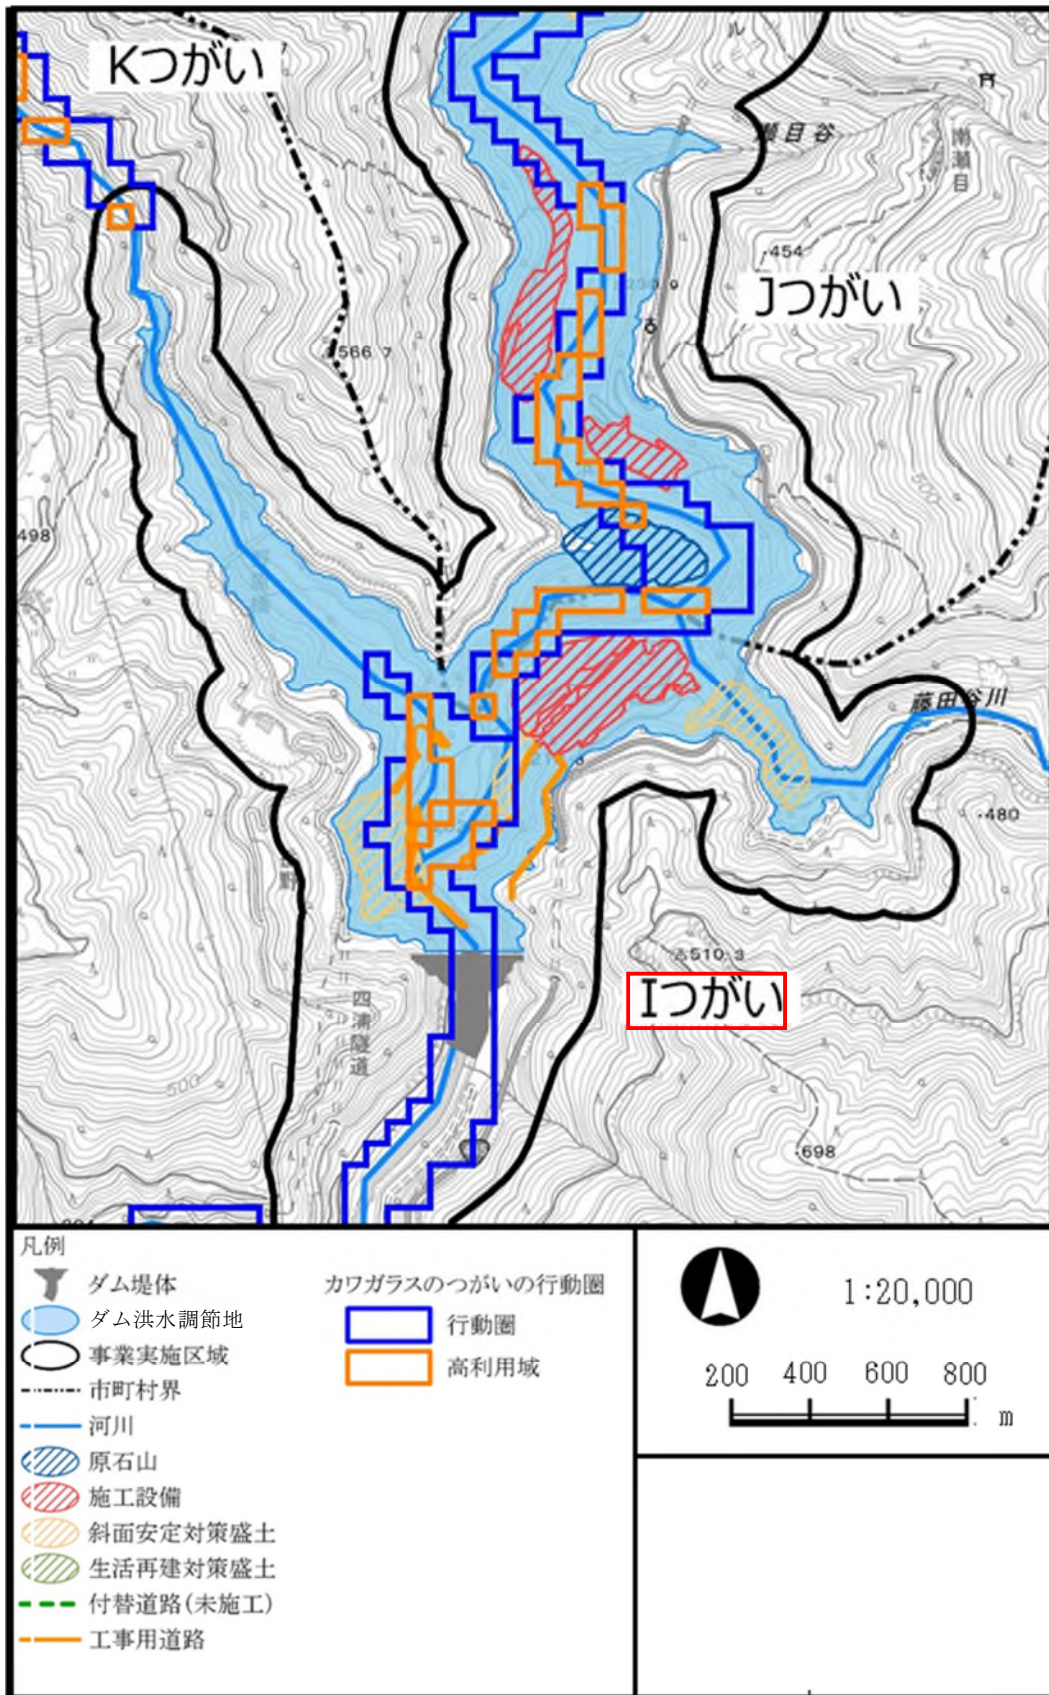 Kつがい
瀬目谷
南瀬目
・454
Jつがい
566 7
500
498
藤田谷川
・480
野
510.3
Iつがい
四浦隧道
500
・698
凡例
ダム堤体
ダム洪水調節地
事業実施区域
市町村界
河川
原石山
施工設備
斜面安定対策盛土
生活再建対策盛土
付替道路(未施工)
工事用道路
カワガラスのつがいの行動圏
行動圏
高利用域
1:20,000
200 400 600 800
m